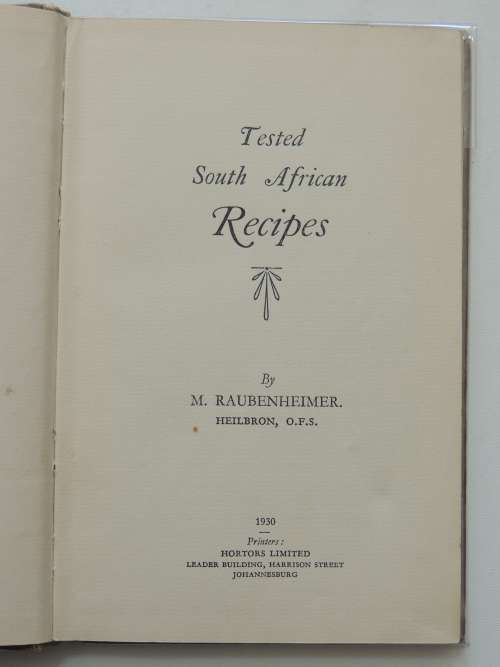 Tested
South African
Recipes
By
M. RAUBENHEIMER.
HEILBRON, O.F.S.
1930
Printers:
HORTORS LIMITED
LEADER BUILDING, HARRISON STREET
JOHANNESBURG